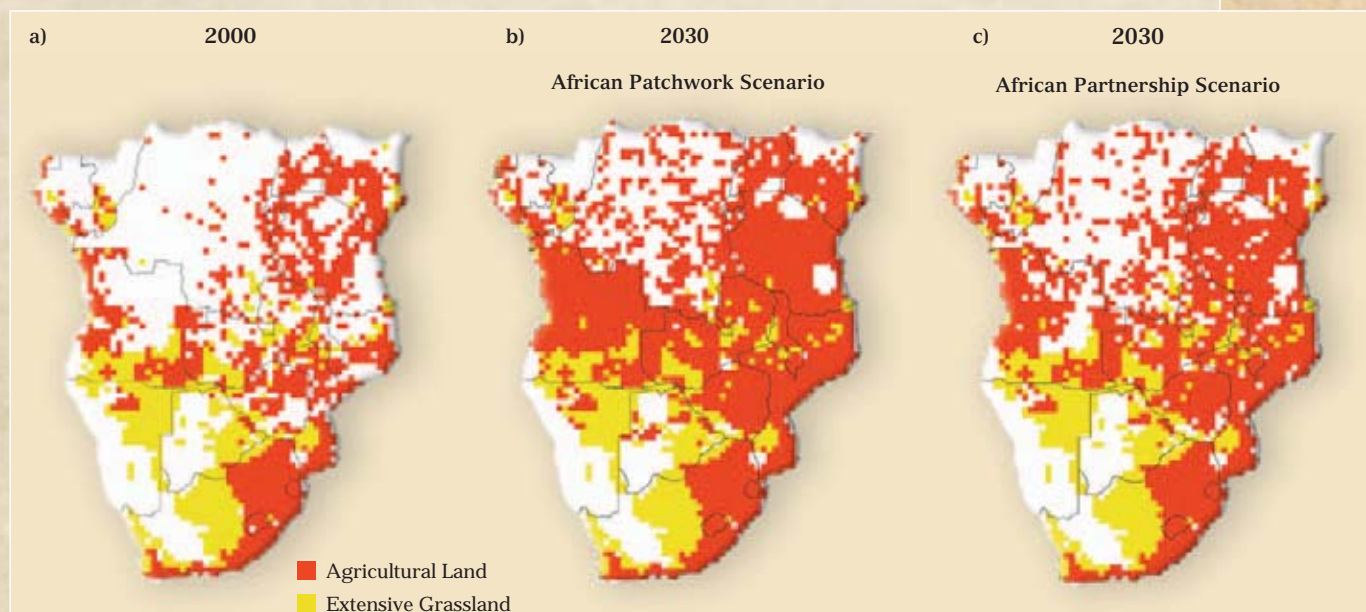 a)
2000
b)
2030
African Patchwork Scenario
c)
2030
African Partnership Scenario
Agricultural Land
Extensive Grassland